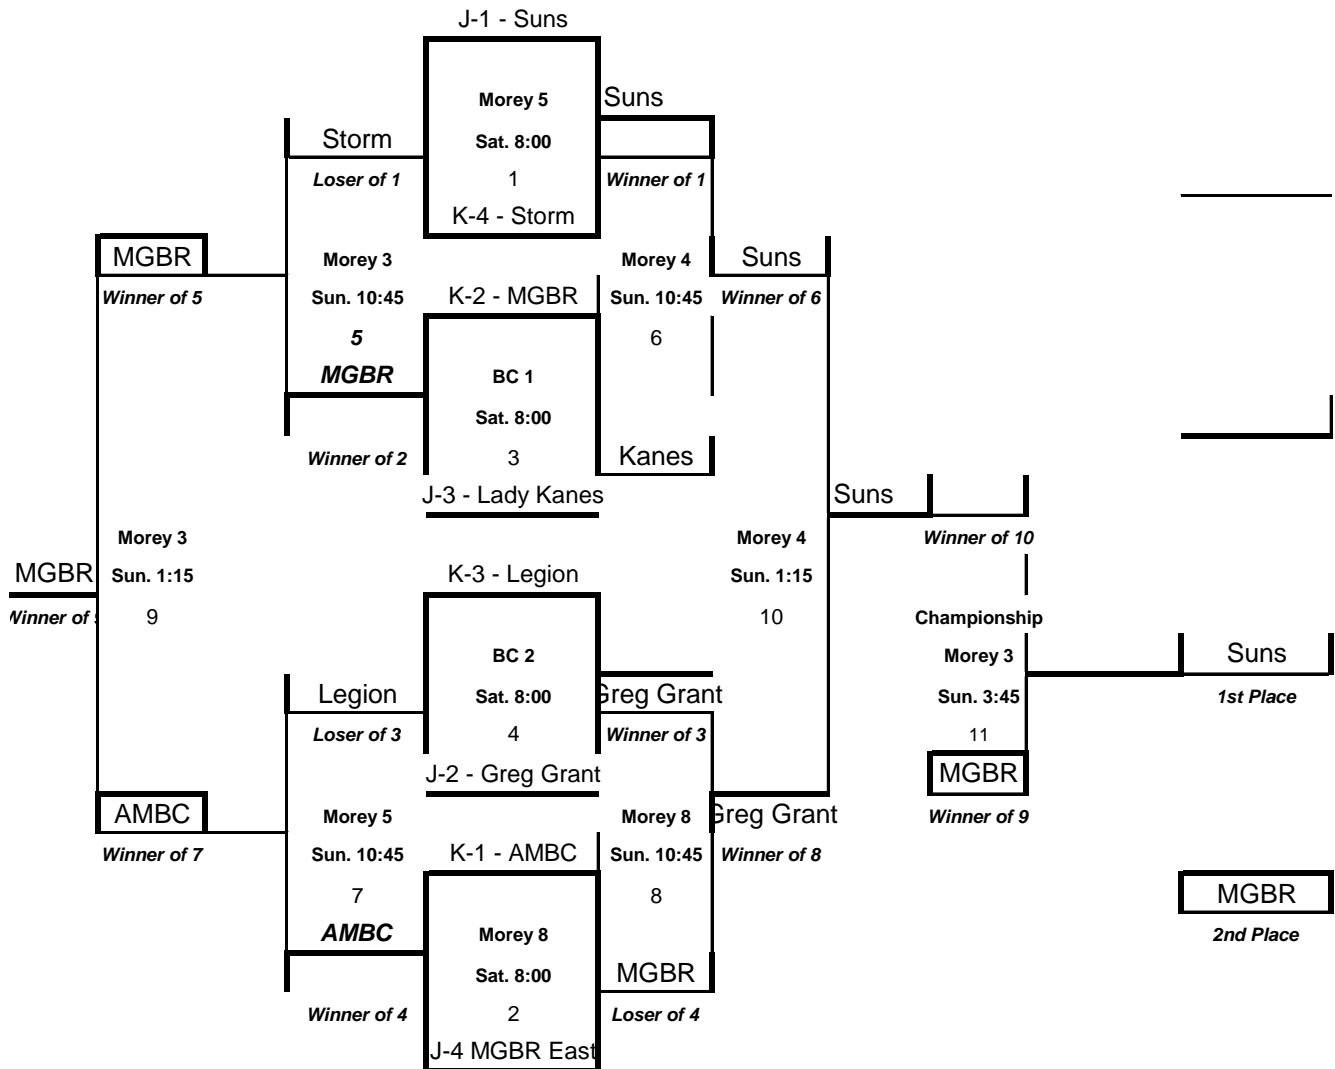 J-1 - Suns
Morey 5
Suns
Storm
Sat. 8:00
Loser of 1
1
Winner of 1
K-4 - Storm
MGBR
Morey 3
Morey 4
Suns
Winner of 5
Sun. 10:45
K-2 - MGBR
Sun. 10:45
Winner of 6
5
6
MGBR
BC 1
Sat. 8:00
Winner of 2
3
Kanes
J-3 - Lady Kanes
Suns
Morey 3
Morey 4
Winner of 10
MGBR
Sun. 1:15
K-3 - Legion
Sun. 1:15
Winner of
9
10
Championship
BC 2
Morey 3
Suns
Legion
Sat. 8:00
Greg Grant
Sun. 3:45
1st Place
Loser of 3
4
Winner of 3
11
J-2 - Greg Grant
MGBR
AMBC
Morey 5
Morey 8
Greg Grant
Winner of 9
Winner of 7
Sun. 10:45
K-1 - AMBC
Sun. 10:45
Winner of 8
7
8
MGBR
AMBC
Morey 8
2nd Place
Sat. 8:00
MGBR
Winner of 4
2
Loser of 4
J-4 MGBR East